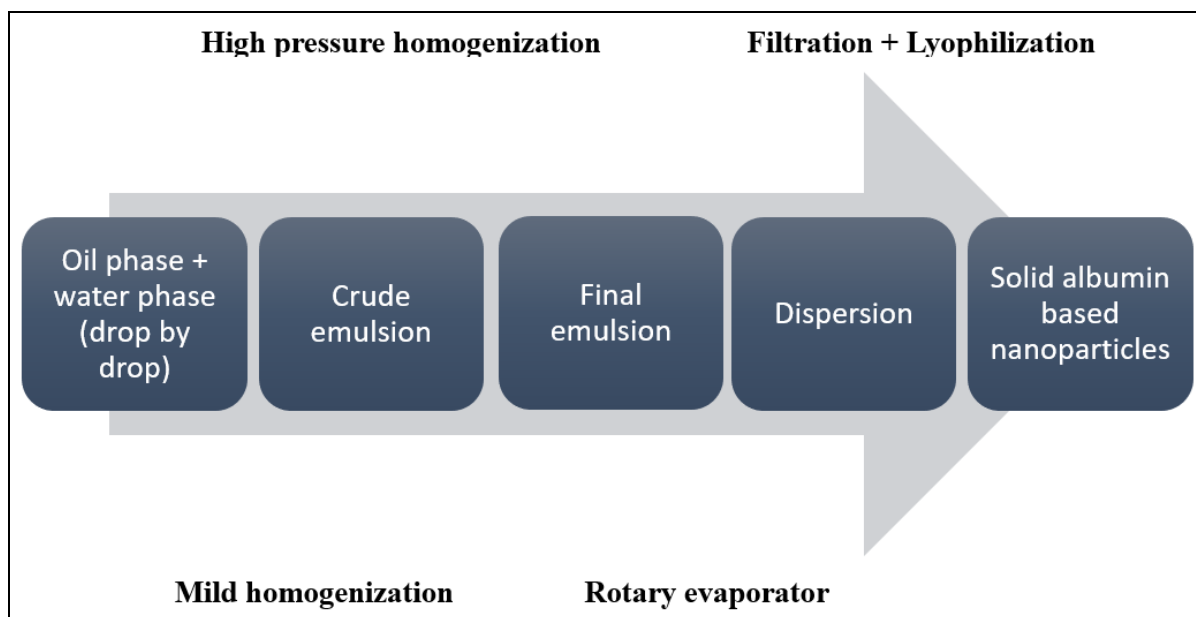 High pressure homogenization
Filtration + Lyophilization
Oil phase +
water phase
(drop by
drop)
Crude
emulsion
Final
emulsion
Dispersion
Solid albumin
based
nanoparticles
Mild homogenization
Rotary evaporator